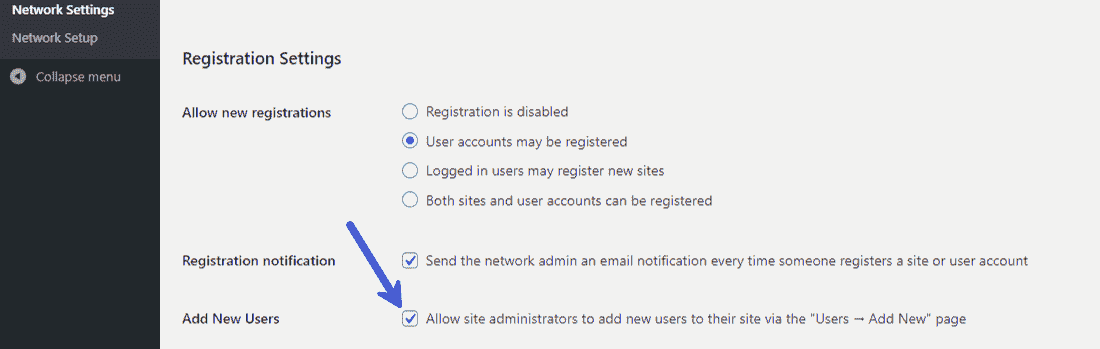 Network Settings
Network Setup
Collapse menu
Registration Settings
Allow new registrations
Registration is disabled
User accounts may be registered
Logged in users may register new sites
Both sites and user accounts can be registered
Registration notification
Send the network admin an email notification every time someone registers a site or user account
Add New Users
Allow site administrators to add new users to their site via the "Users → Add New" page